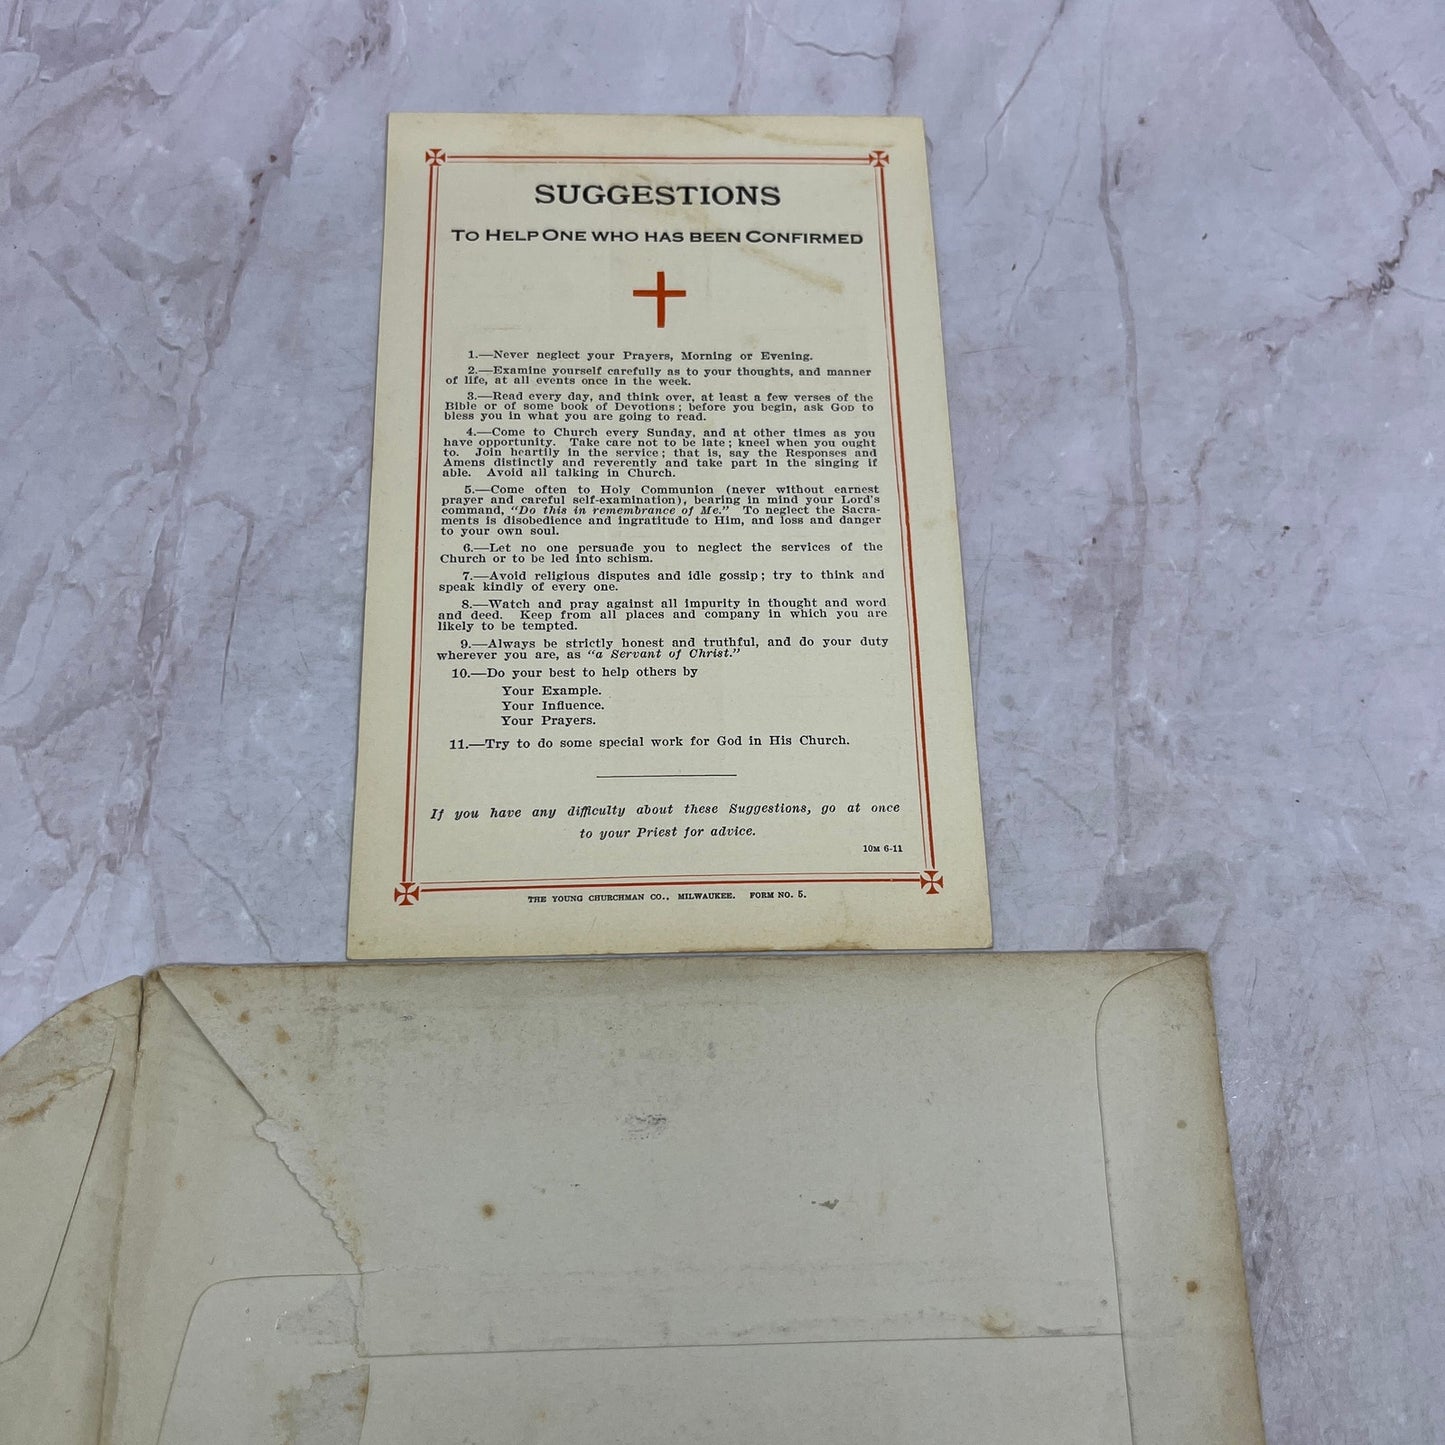 SUGGESTIONS
TO HELP ONE WHO HAS BEEN CONFIRMED
1.—Never neglect your Prayers, Morning or Evening.
2.—Examine yourself carefully as to your thoughts, and manner
of life, at all events once in the week.
3.—Read every day, and think over, at least a few verses of the
Bible or of some book of Devotions; before you begin, ask GOD to
bless you in what you are going to read.
4.—Come to Church every Sunday, and at other times as you
have opportunity. Take care not to be late; kneel when you ought
to. Join heartily in the service; that is, say the Responses and
Amens distinctly and reverently and take part in the singing if
able. Avoid all talking in Church.
5.—Come often to Holy Communion (never without earnest
prayer and careful self-examination), bearing in mind your Lord's
command, "Do this in remembrance of Me." To neglect the Sacra-
ments is disobedience and ingratitude to Him, and loss and danger
to your own soul.
6.—Let no one persuade you to neglect the services of the
Church or to be led into schism.
7.—Avoid religious disputes and idle gossip; try to think and
speak kindly of every one.
8.—Watch and pray against all impurity in thought and word
and deed. Keep from all places and company in which you are
likely to be tempted.
9.—Always be strictly honest and truthful, and do your duty
wherever you are, as "a Servant of Christ."
10.—Do your best to help others by
Your Example.
Your Influence.
Your Prayers.
11.—Try to do some special work for God in His Church.
If you have any difficulty about these Suggestions, go at once
to your Priest for advice.
10M 6-11
THE YOUNG CHURCHMAN CO., MILWAUKEE. FORM NO. 5.